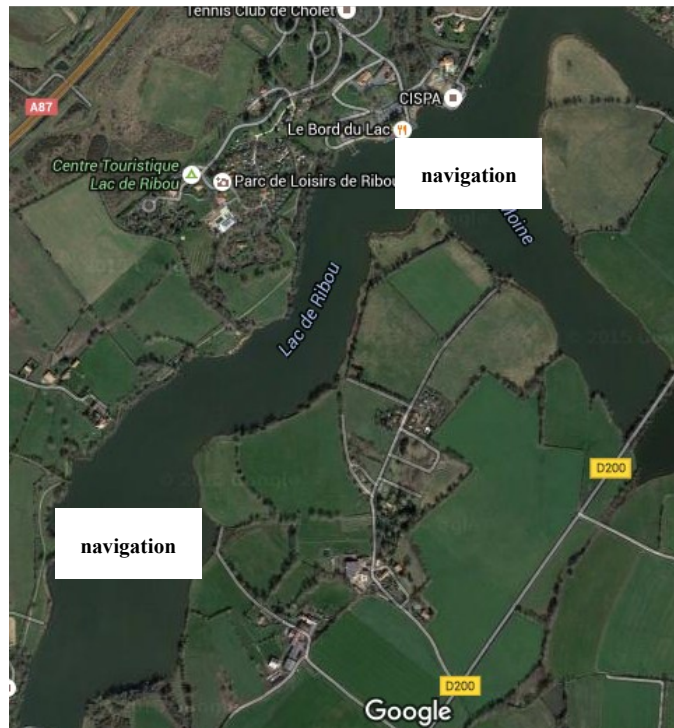 Tennis Club de Cholet
A87
CISPA
Le Bord du Lac
Centre Touristique
Lac de Ribou
Parc de Loisirs de Ribou
navigation
Moine
Lac de Ribou
D200
navigation
D200
Google